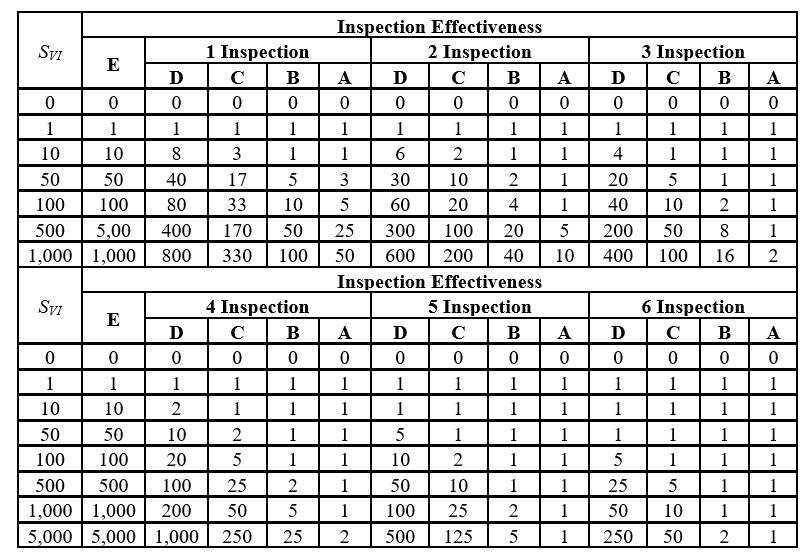 Inspection Effectiveness
S_VI E 1 Inspection 2 Inspection 3 Inspection
D C B A D C B A D C B A
0 0 0 0 0 0 0 0 0 0 0 0 0 0
1 1 1 1 1 1 1 1 1 1 1 1 1 1
10 10 8 3 1 1 6 2 1 1 4 1 1 1
50 50 40 17 5 3 30 10 2 1 20 5 1 1
100 100 80 33 10 5 60 20 4 1 40 10 2 1
500 5,00 400 170 50 25 300 100 20 5 200 50 8 1
1,000 1,000 800 330 100 50 600 200 40 10 400 100 16 2
Inspection Effectiveness
S_VI E 4 Inspection 5 Inspection 6 Inspection
D C B A D C B A D C B A
0 0 0 0 0 0 0 0 0 0 0 0 0 0
1 1 1 1 1 1 1 1 1 1 1 1 1 1
10 10 2 1 1 1 1 1 1 1 1 1 1 1
50 50 10 2 1 1 5 1 1 1 1 1 1 1
100 100 20 5 1 1 10 2 1 1 5 1 1 1
500 500 100 25 2 1 50 10 1 1 25 5 1 1
1,000 1,000 200 50 5 1 100 25 2 1 50 10 1 1
5,000 5,000 1,000 250 25 2 500 125 5 1 250 50 2 1